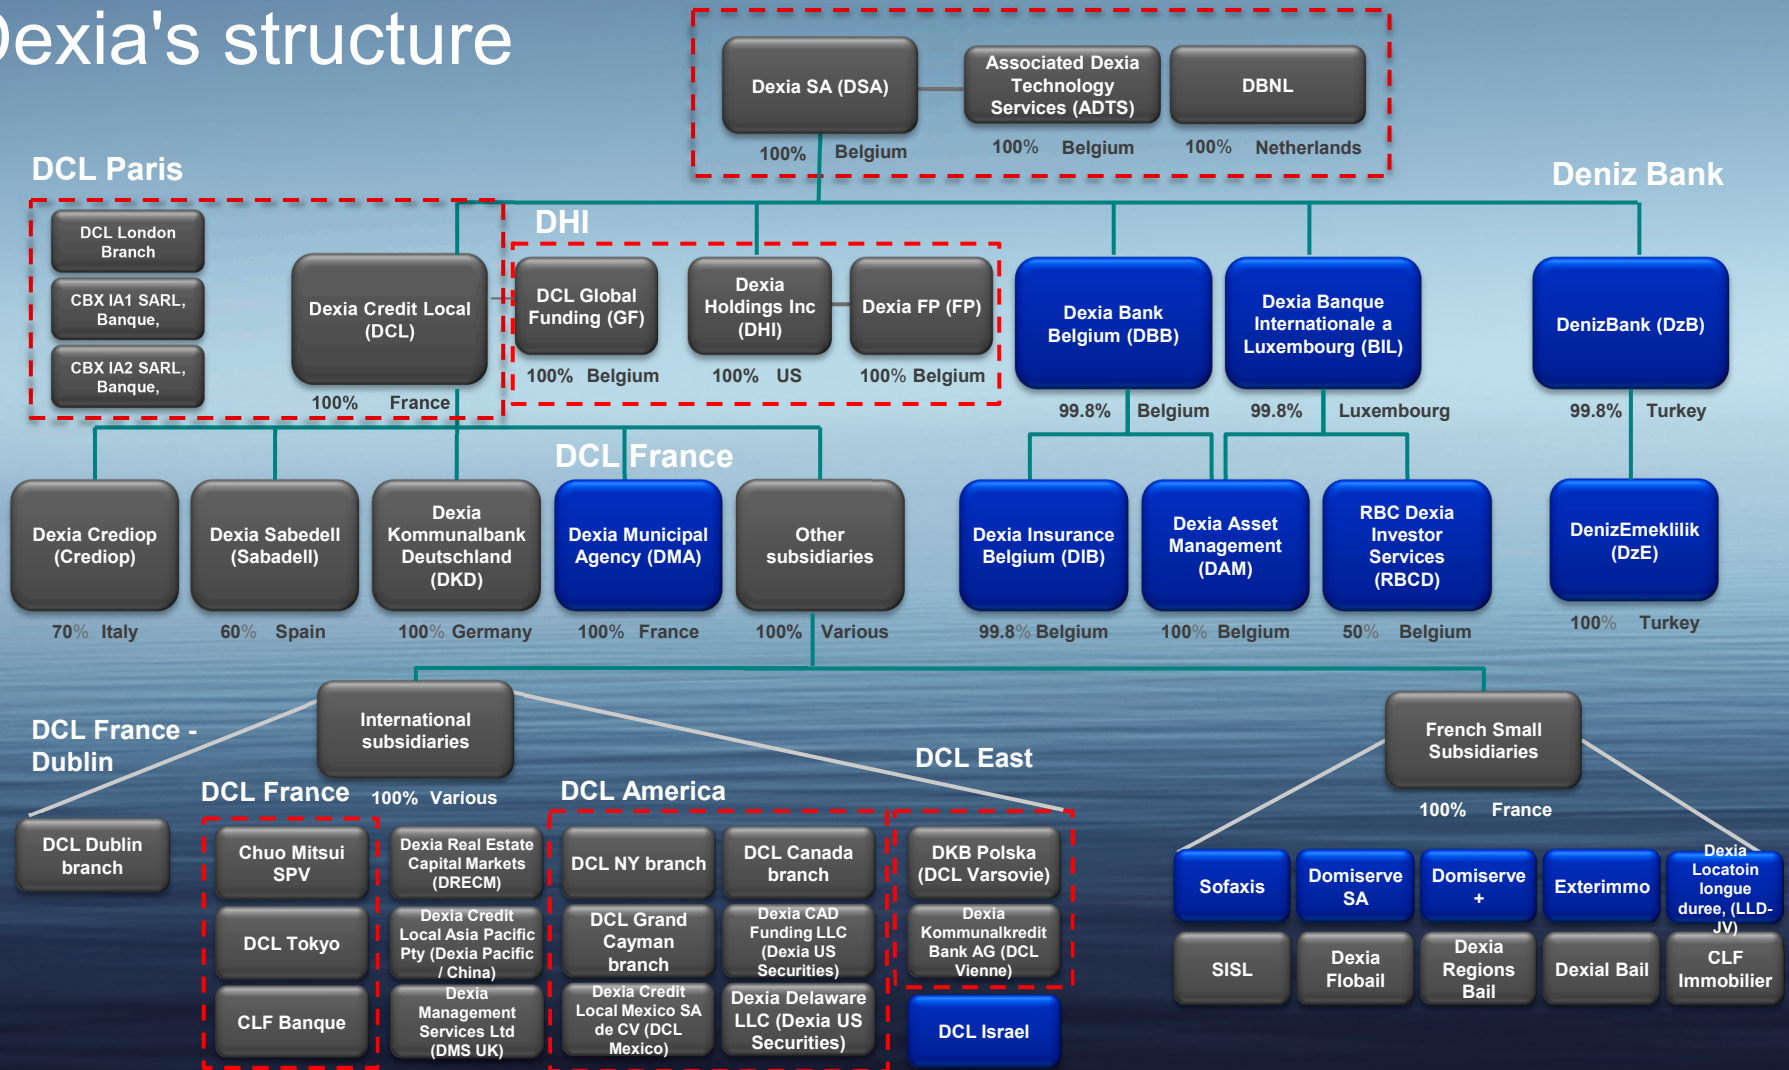 Dexia's structure
Dexia SA (DSA)
Associated Dexia
Technology
Services (ADTS)
DBNL
100% Belgium
100% Belgium
100% Netherlands
DCL Paris
Deniz Bank
DCL London
Branch
CBX IA1 SARL,
Banque,
CBX IA2 SARL,
Banque,
Dexia Credit Local
(DCL)
100% France
DHI
DCL Global
Funding (GF)
100% Belgium
Dexia
Holdings Inc
(DHI)
100% US
Dexia FP (FP)
100% Belgium
Dexia Bank
Belgium (DBB)
99.8% Belgium
Dexia Banque
Internationale a
Luxembourg (BIL)
99.8% Luxembourg
DenizBank (DzB)
99.8% Turkey
DCL France
Dexia Crediop
(Crediop)
70% Italy
Dexia Sabedell
(Sabadell)
60% Spain
Dexia
Kommunalbank
Deutschland
(DKD)
100% Germany
Dexia Municipal
Agency (DMA)
100% France
Other
subsidiaries
100% Various
Dexia Insurance
Belgium (DIB)
99.8% Belgium
Dexia Asset
Management
(DAM)
100% Belgium
RBC Dexia
Investor
Services
(RBCD)
50% Belgium
DenizEmeklilik
(DzE)
100% Turkey
International
subsidiaries
100% Various
French Small
Subsidiaries
100% France
DCL France -
Dublin
DCL Dublin
branch
DCL France
Chuo Mitsui
SPV
DCL Tokyo
CLF Banque
Dexia Real Estate
Capital Markets
(DRECM)
Dexia Credit
Local Asia Pacific
Pty (Dexia Pacific
/ China)
Dexia
Management
Services Ltd
(DMS UK)
DCL America
DCL NY branch
DCL Canada
branch
DCL Grand
Cayman
branch
Dexia CAD
Funding LLC
(Dexia US
Securities)
Dexia Credit
Local Mexico SA
de CV (DCL
Mexico)
Dexia Delaware
LLC (Dexia US
Securities)
DCL East
DKB Polska
(DCL Varsovie)
Dexia
Kommunalkredit
Bank AG (DCL
Vienne)
DCL Israel
Sofaxis
Domiserve
SA
Domiserve
+
Exterimmo
Dexia
Locatoin
longue
duree, (LLD-
JV)
SISL
Dexia
Flobail
Dexia
Regions
Bail
Dexial Bail
CLF
Immobilier